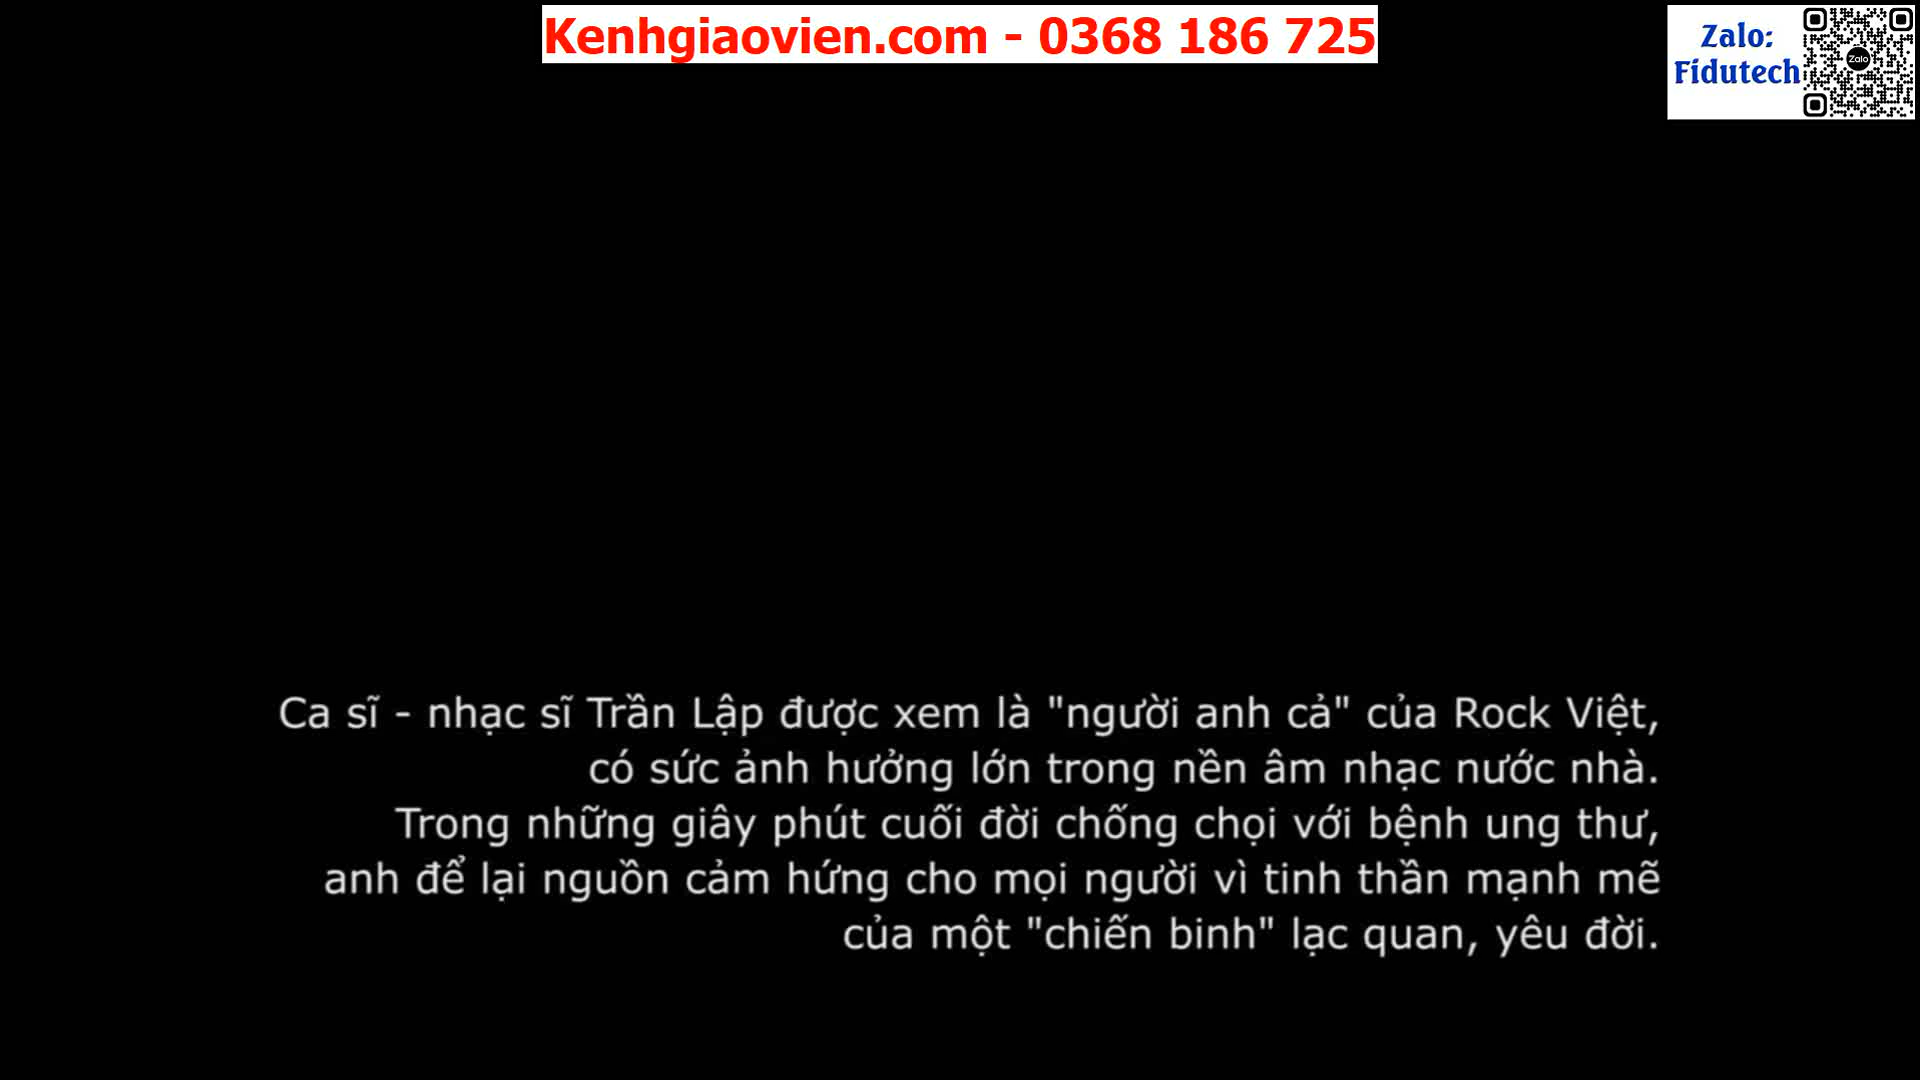 Kenhgiaovien.com - 0368 186 725
Zalo:
Fidutech
Zalo
Ca sĩ - nhạc sĩ Trần Lập được xem là "người anh cả" của Rock Việt,
có sức ảnh hưởng lớn trong nền âm nhạc nước nhà.
Trong những giây phút cuối đời chống chọi với bệnh ung thư,
anh để lại nguồn cảm hứng cho mọi người vì tinh thần mạnh mẽ
của một "chiến binh" lạc quan, yêu đời.